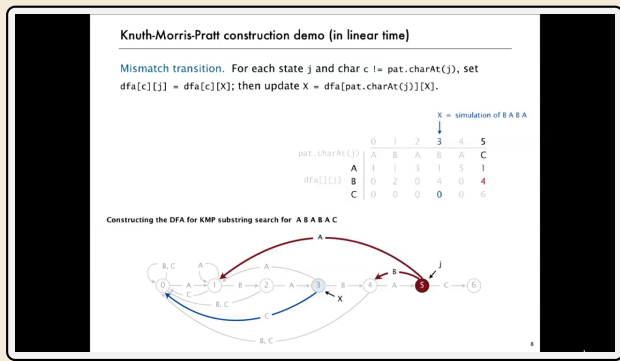 Knuth-Morris-Pratt construction demo (in linear time)
Mismatch transition. For each state j and char c != pat.charAt(j), set
dfa[c][j] = dfa[c][X]; then update X = dfa[pat.charAt(j)][X].
X = simulation of B A B A
0 1 2 3 4 5
pat.charAt(j) A B A B A C
A 1 1 3 1 5 1
dfa[][j] B 0 2 0 4 0 4
C 0 0 0 0 0 6
Constructing the DFA for KMP substring search for A B A B A C
A
j
B, C A A B
0 A 1 B 2 A 3 B 4 A 5 C 6
C
B, C
X
C
B, C
8